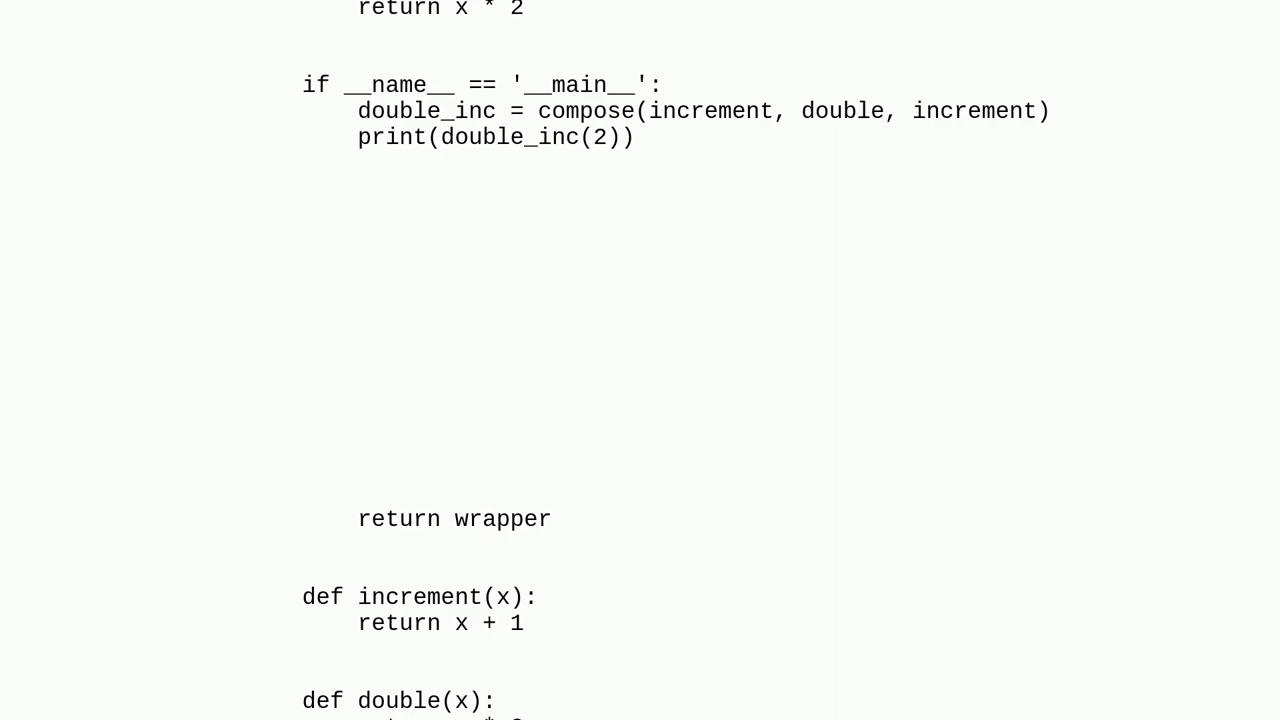 return x * 2
if __name__ == '__main__':
    double_inc = compose(increment, double, increment)
    print(double_inc(2))
    return wrapper
def increment(x):
    return x + 1
def double(x):